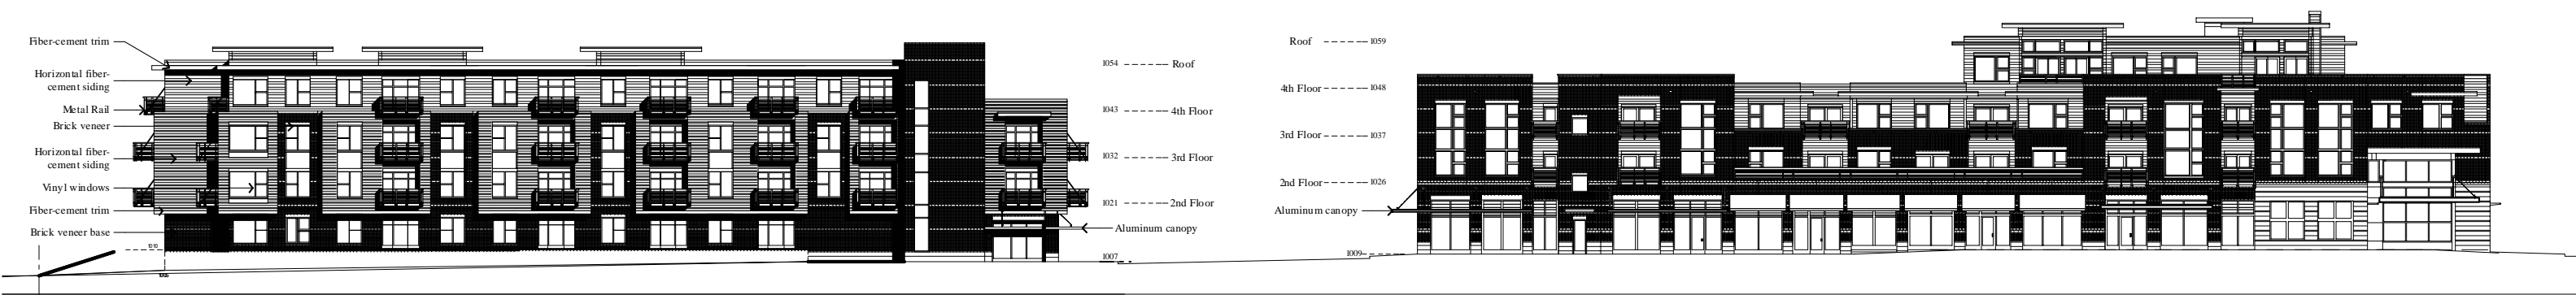 Fiber-cement trim
Horizontal fiber-
cement siding
Metal Rail
Brick veneer
Horizontal fiber-
cement siding
Vinyl windows
Fiber-cement trim
Brick veneer base
1010
1054 Roof
1043 4th Floor
1032 3rd Floor
1021 2nd Floor
Aluminum canopy
1007
Roof 1059
4th Floor 1048
3rd Floor 1037
2nd Floor 1026
Aluminum canopy
1009